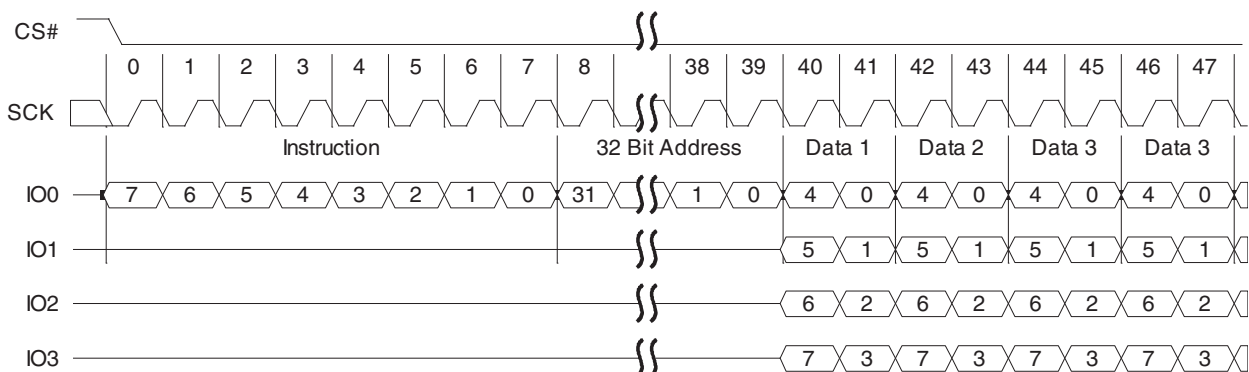 CS#
0 1 2 3 4 5 6 7 8 38 39 40 41 42 43 44 45 46 47
SCK
Instruction 32 Bit Address Data 1 Data 2 Data 3 Data 3
IO0 7 6 5 4 3 2 1 0 31 1 0 4 0 4 0 4 0 4 0
IO1 5 1 5 1 5 1 5 1
IO2 6 2 6 2 6 2 6 2
IO3 7 3 7 3 7 3 7 3